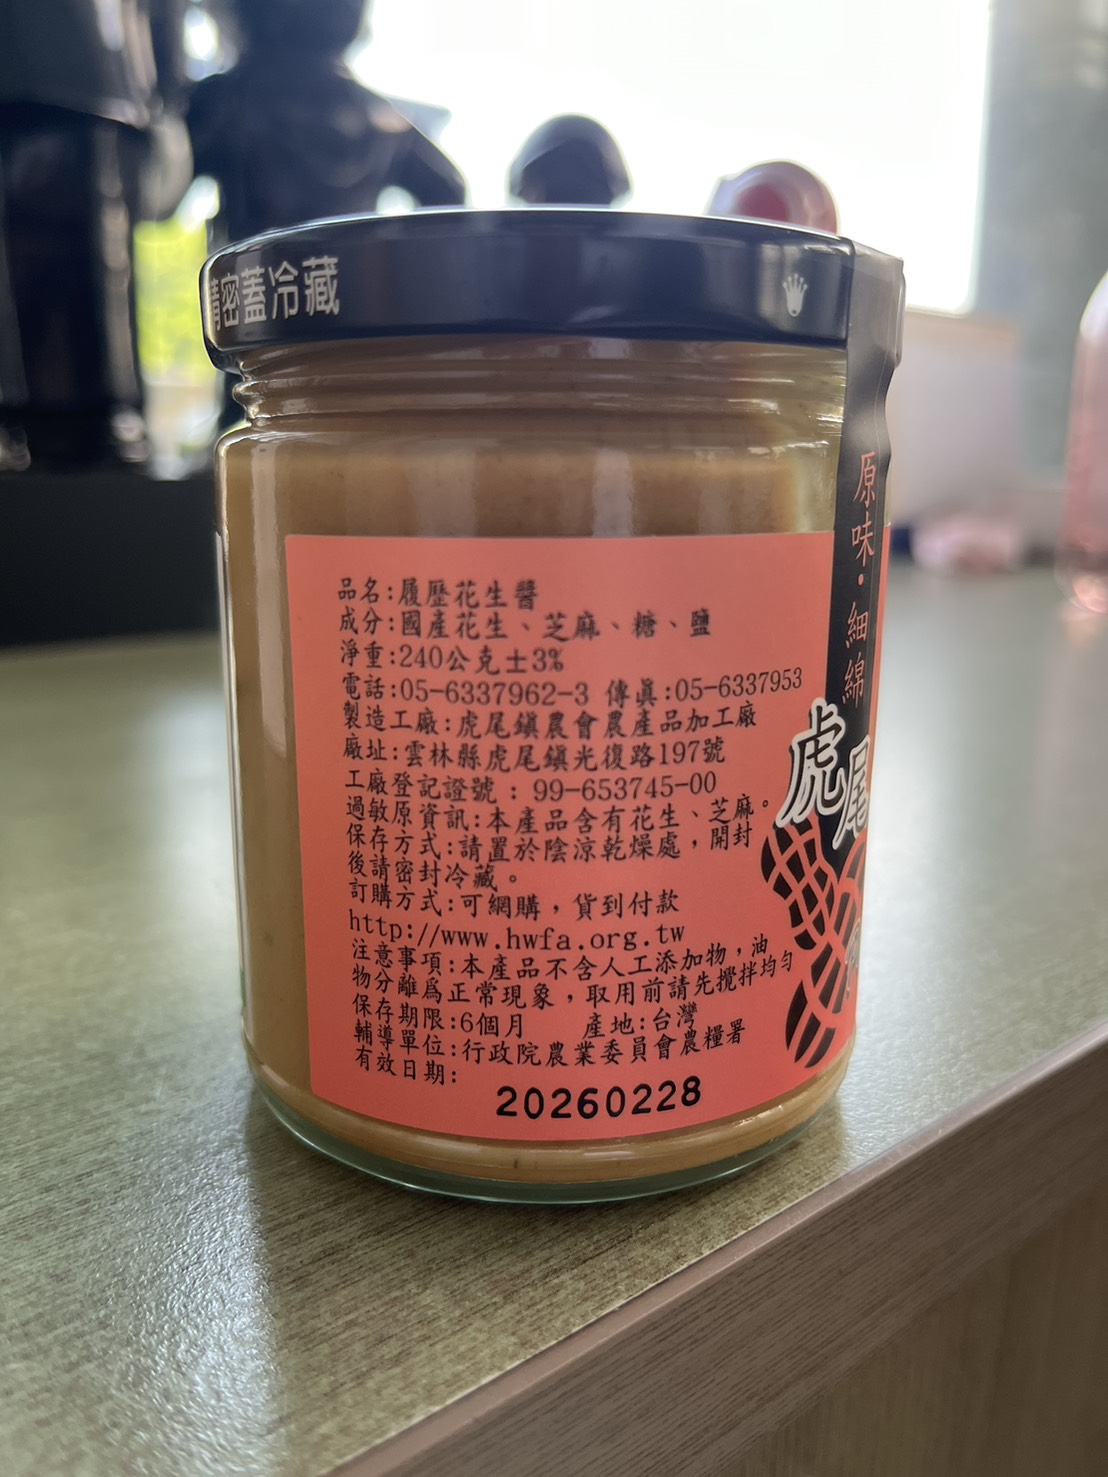 精密蓋冷藏
原味・細綿
虎尾
品名:履歷花生醬
成分:國產花生、芝麻、糖、鹽
淨重:240公克士3%
電話:05-6337962-3 傳真:05-6337953
製造工廠:虎尾鎮農會農產品加工廠
廠址:雲林縣虎尾鎮光復路197號
工廠登記證號:99-653745-00
過敏原資訊:本產品含有花生、芝麻。
保存方式:請置於陰涼乾燥處,開封
後請密封冷藏。
訂購方式:可網購,貨到付款
http://www.hwfa.org.tw
注意事項:本產品不含人工添加物,油
物分離為正常現象,取用前請先攪拌均勻
保存期限:6個月 產地:台灣
輔導單位:行政院農業委員會農糧署
有效日期:
20260228